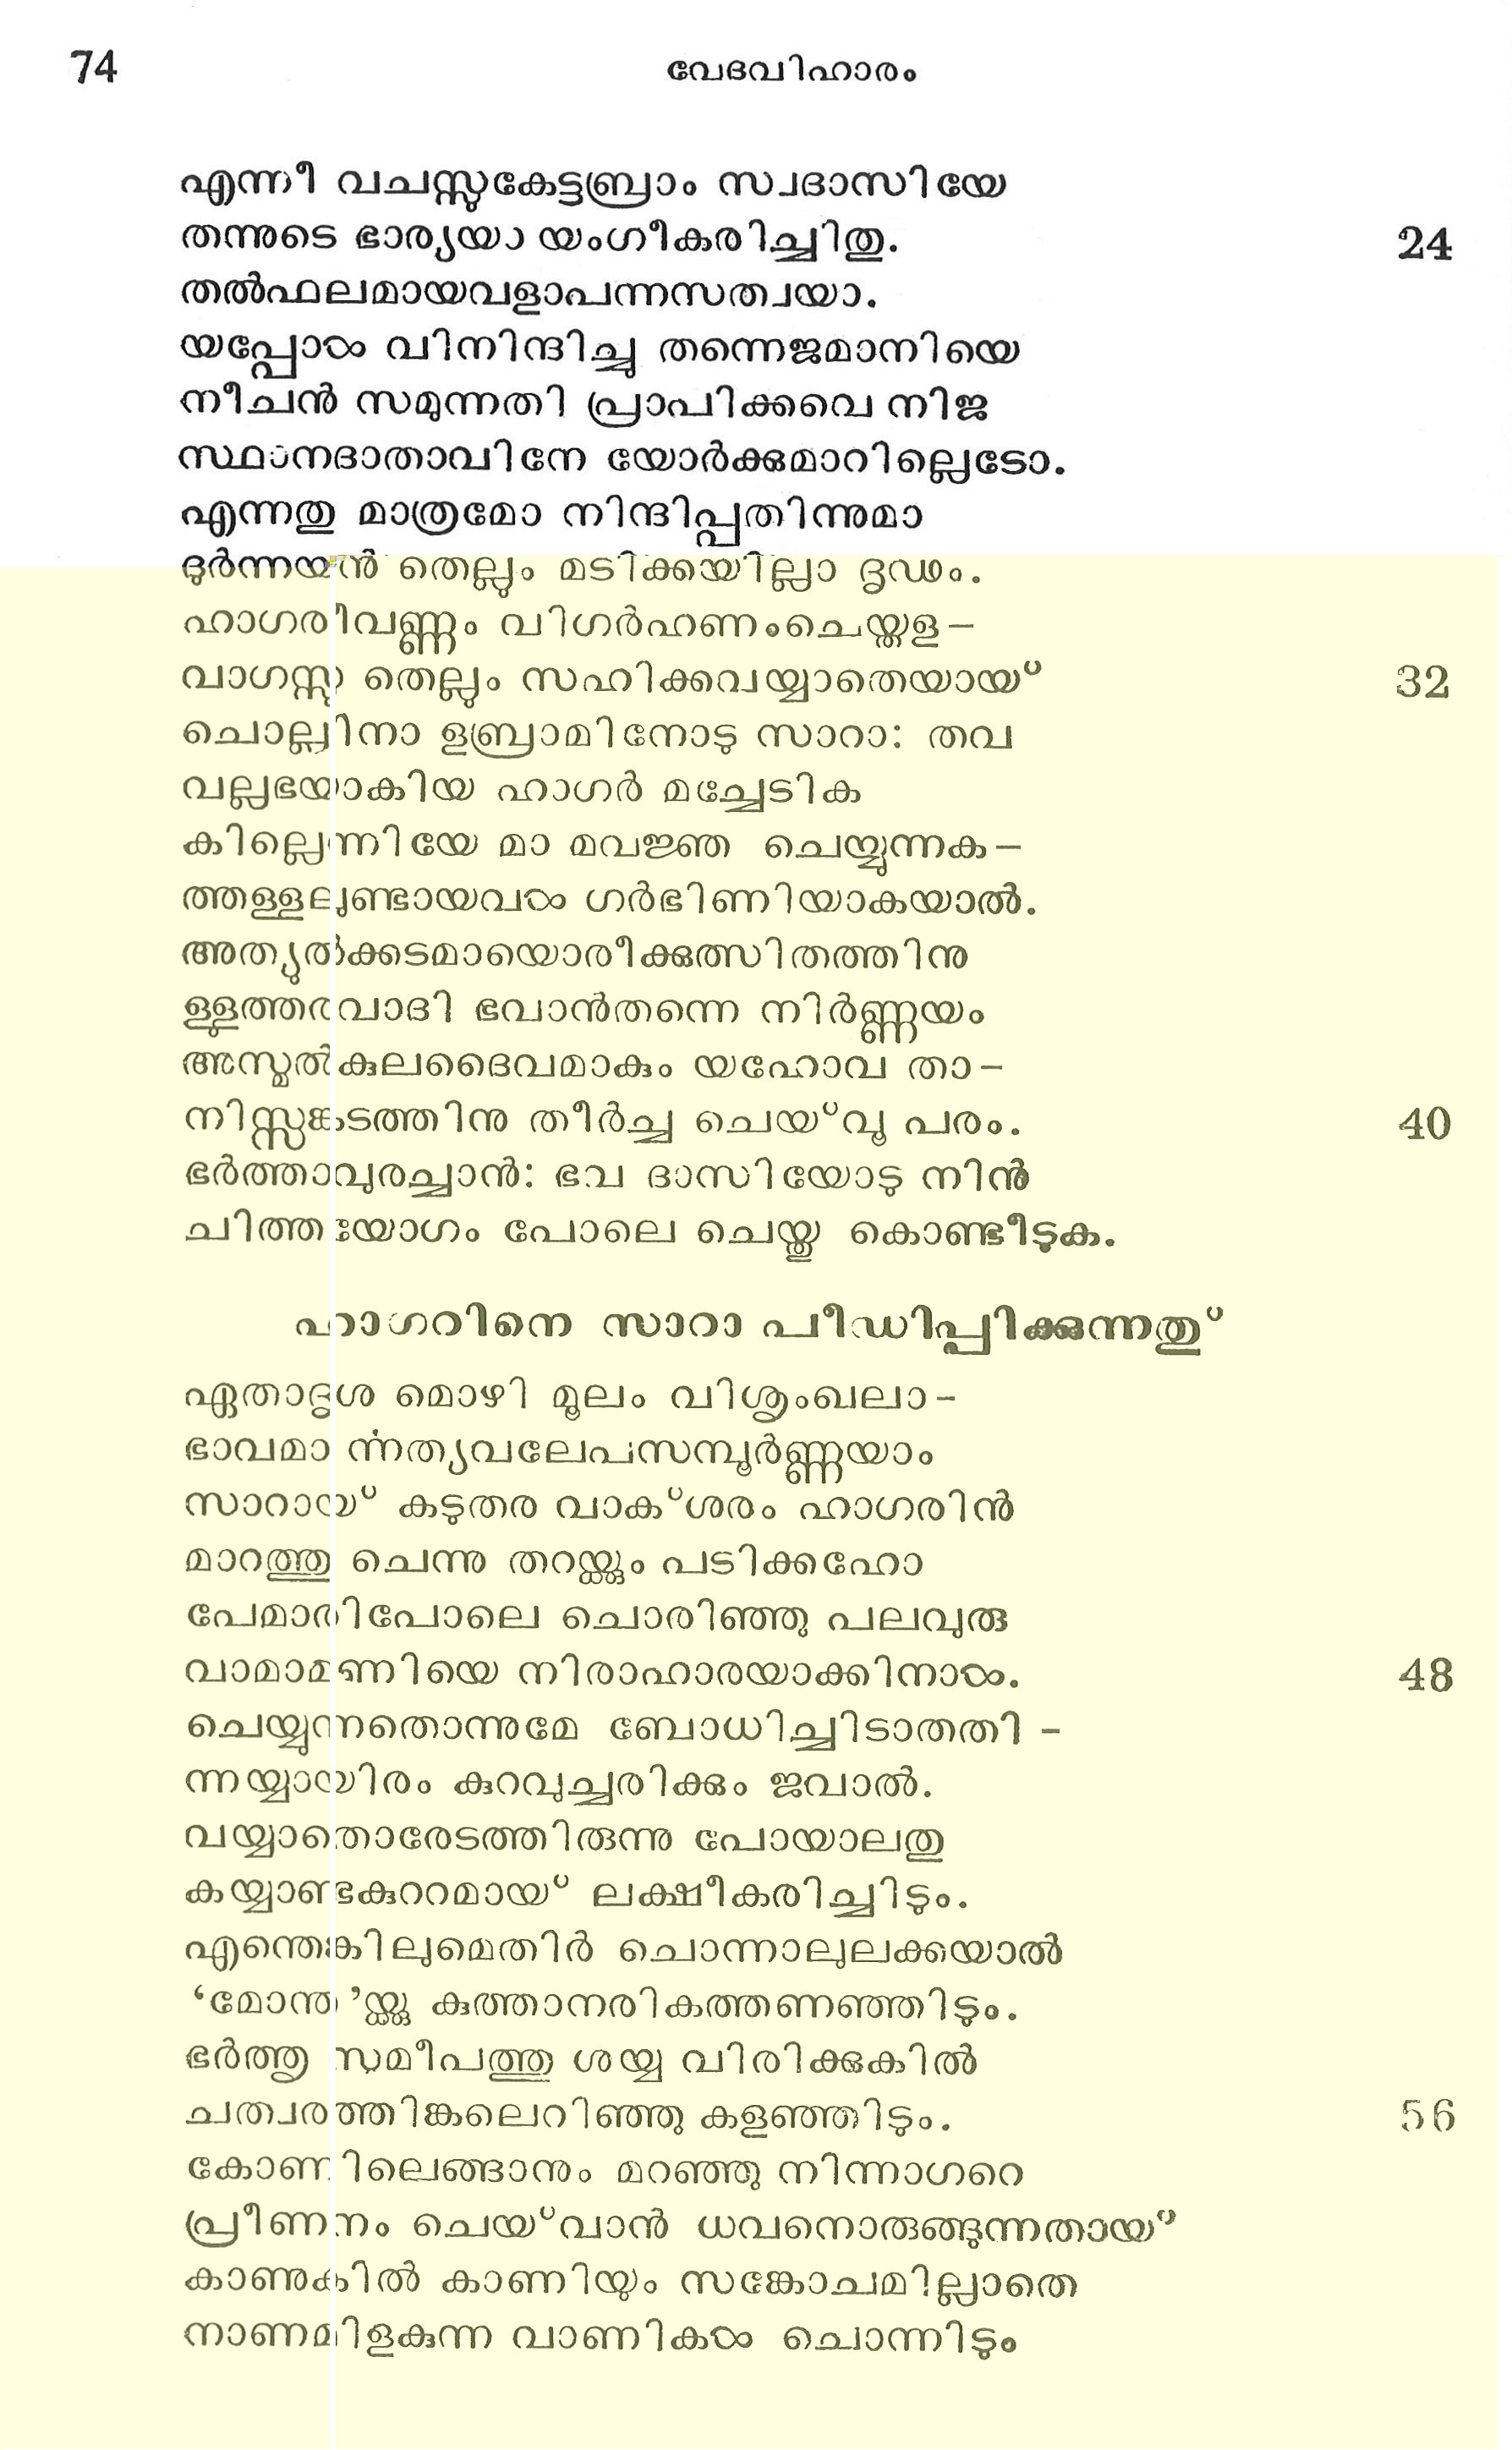 74 വേദവിഹാരം
എന്നീ വചസ്സുകേട്ടബ്രാം സ്വദാസിയേ
തന്നുടെ ഭാര്യയാ യംഗീകരിച്ചിതു. 24
തൽഫലമായവളാപന്നസത്വയാ.
യപ്പോൾ വിനിന്ദിച്ചു തന്നെജമാനിയെ
നീചൻ സമുന്നതി പ്രാപിക്കവെ നിജ
സ്ഥാനദാതാവിനേ യോർക്കുമാറില്ലെടോ.
എന്നതു മാത്രമോ നിന്ദിപ്പതിന്നുമാ
ദുർന്നയൻ തെല്ലും മടിക്കയില്ലാ ദൃഢം.
ഹാഗരീവണ്ണം വിഗർഹണംചെയ്തള–
വാഗസ്സു തെല്ലും സഹിക്കവയ്യാതെയായ് 32
ചൊല്ലിനാ ളബ്രാമിനോടു സാറാ: തവ
വല്ലഭയാകിയ ഹാഗർ മച്ചേടിക
കില്ലെന്നിയേ മാ മവജ്ഞ ചെയ്യുന്നക–
ത്തള്ളലുണ്ടായവൾ ഗർഭിണിയാകയാൽ.
അത്യുൽക്കടമായൊരീക്കുത്സിതത്തിനു
ള്ളുത്തരവാദി ഭവാൻതന്നെ നിർണ്ണയം
അസ്മൽകുലദൈവമാകും യഹോവ താ–
നിസ്സങ്കടത്തിനു തീർച്ച ചെയ്‌വൂ പരം. 40
ഭർത്താവുരച്ചാൻ: ഭവ ദാസിയോടു നിൻ
ചിത്തയോഗം പോലെ ചെയ്തു കൊണ്ടീടുക.
ഹാഗറിനെ സാറാ പീഡിപ്പിക്കുന്നതു്
ഏതാദൃശ മൊഴി മൂലം വിശൃംഖലാ–
ഭാവമാർന്നത്യവലേപസമ്പൂർണ്ണയാം
സാറായ് കടുതര വാക്ശരം ഹാഗരിൻ
മാറത്തു ചെന്നു തറയ്ക്കും പടിക്കഹോ
പേമാരിപോലെ ചൊരിഞ്ഞു പലവുരു
വാമാമണിയെ നിരാഹാരയാക്കിനാൾ. 48
ചെയ്യുന്നതൊന്നുമേ ബോധിച്ചിടാതതി –
ന്നയ്യായിരം കുറവുച്ചരിക്കും ജവാൽ.
വയ്യാതൊരേടത്തിരുന്നു പോയാലതു
കയ്യാണ്ടകുററമായ് ലക്ഷീകരിച്ചിടും.
എന്തെങ്കിലുമെതിർ ചൊന്നാലുലക്കയാൽ
‘മോന്ത’യ്ക്കു കുത്താനരികത്തണഞ്ഞിടും.
ഭർത്തൃ സമീപത്തു ശയ്യ വിരിക്കുകിൽ
ചത്വരത്തിങ്കലെറിഞ്ഞു കളഞ്ഞിടും. 56
കോണിലെങ്ങാനും മറഞ്ഞു നിന്നാഗറെ
പ്രീണനം ചെയ്‌വാൻ ധവനൊരുങ്ങുന്നതായ്
കാണുകിൽ കാണിയും സങ്കോചമില്ലാതെ
നാണമിളകുന്ന വാണികൾ ചൊന്നിടും